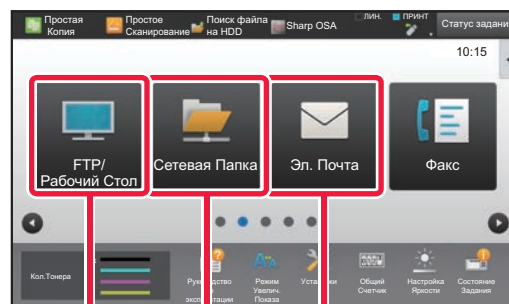 Простая
Копия
Простое
Сканирование
Поиск файла
на HDD
Sharp OSA
ЛИН.
ПРИНТ
Статус задани
10:15
FTP/
Рабочий Стол
Сетевая Папка
Эл. Почта
Факс
Кол.Тонера
Режим
Увелич.
Показа
Общий
Счетчик
Настройка
Яркости
Состояние
Задания
эксплуатации